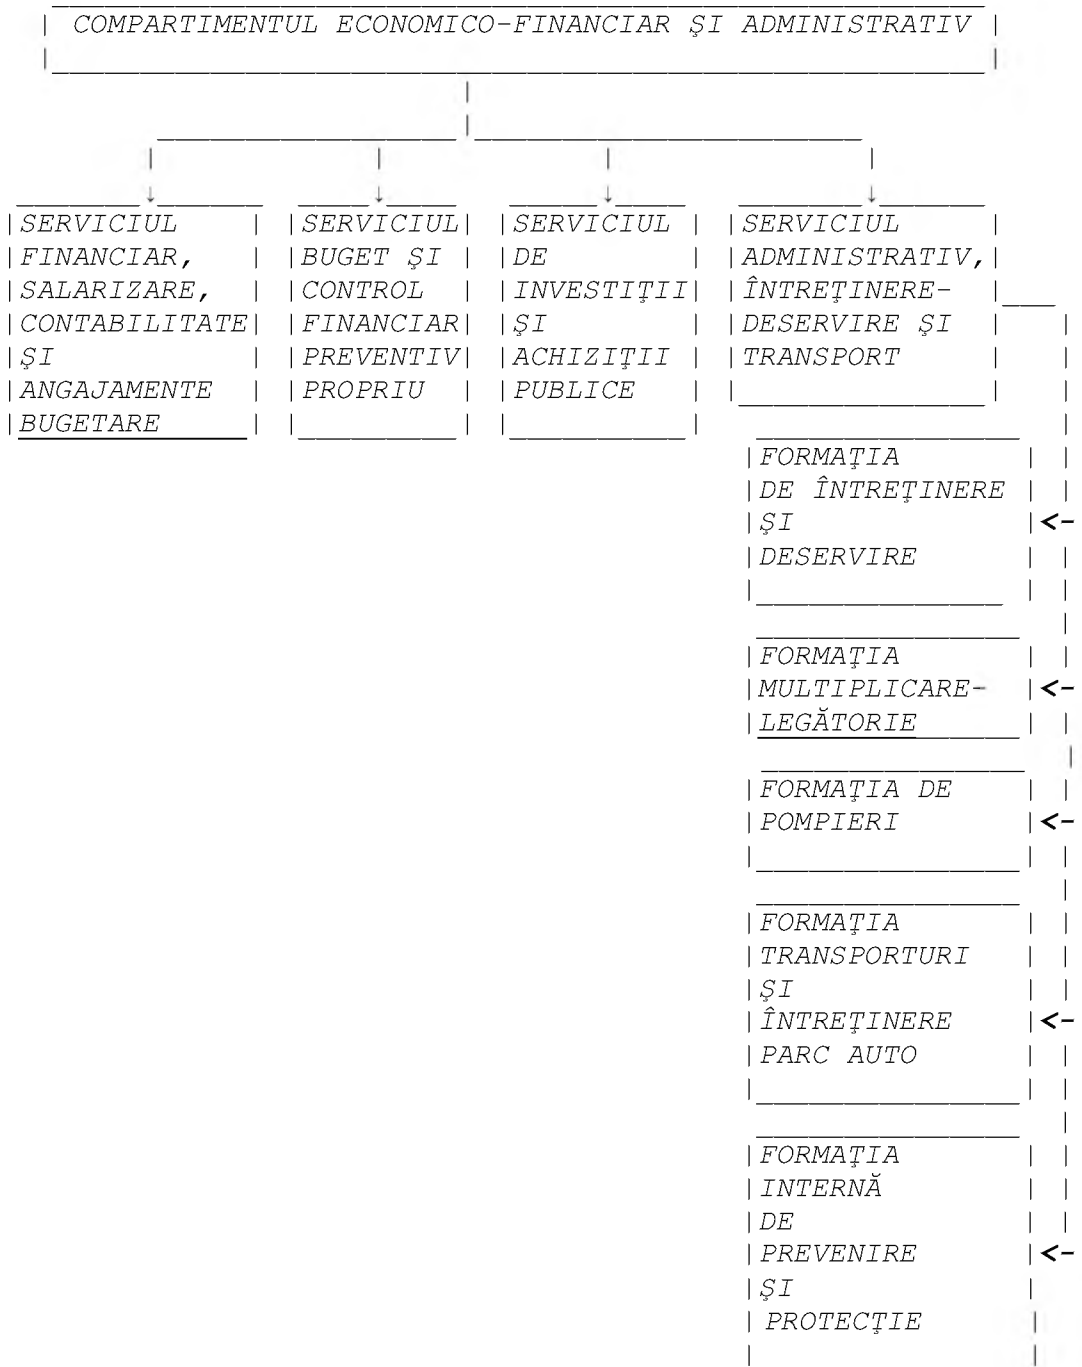 COMPARTIMENTUL ECONOMICO-FINANCIAR ŞI ADMINISTRATIV
SERVICIUL
FINANCIAR,
SALARIZARE,
CONTABILITATE
ŞI
ANGAJAMENTE
BUGETARE
SERVICIUL
BUGET ŞI
CONTROL
FINANCIAR
PREVENTIV
PROPRIU
SERVICIUL
DE
INVESTIŢII
ŞI
ACHIZIŢII
PUBLICE
SERVICIUL
ADMINISTRATIV,
ÎNTREŢINERE-
DESERVIRE ŞI
TRANSPORT
FORMAŢIA
DE ÎNTREŢINERE
ŞI
DESERVIRE
FORMAŢIA
MULTIPLICARE-
LEGĂTORIE
FORMAŢIA DE
POMPIERI
FORMAŢIA
TRANSPORTURI
ŞI
ÎNTREŢINERE
PARC AUTO
FORMAŢIA
INTERNĂ
DE
PREVENIRE
ŞI
PROTECŢIE